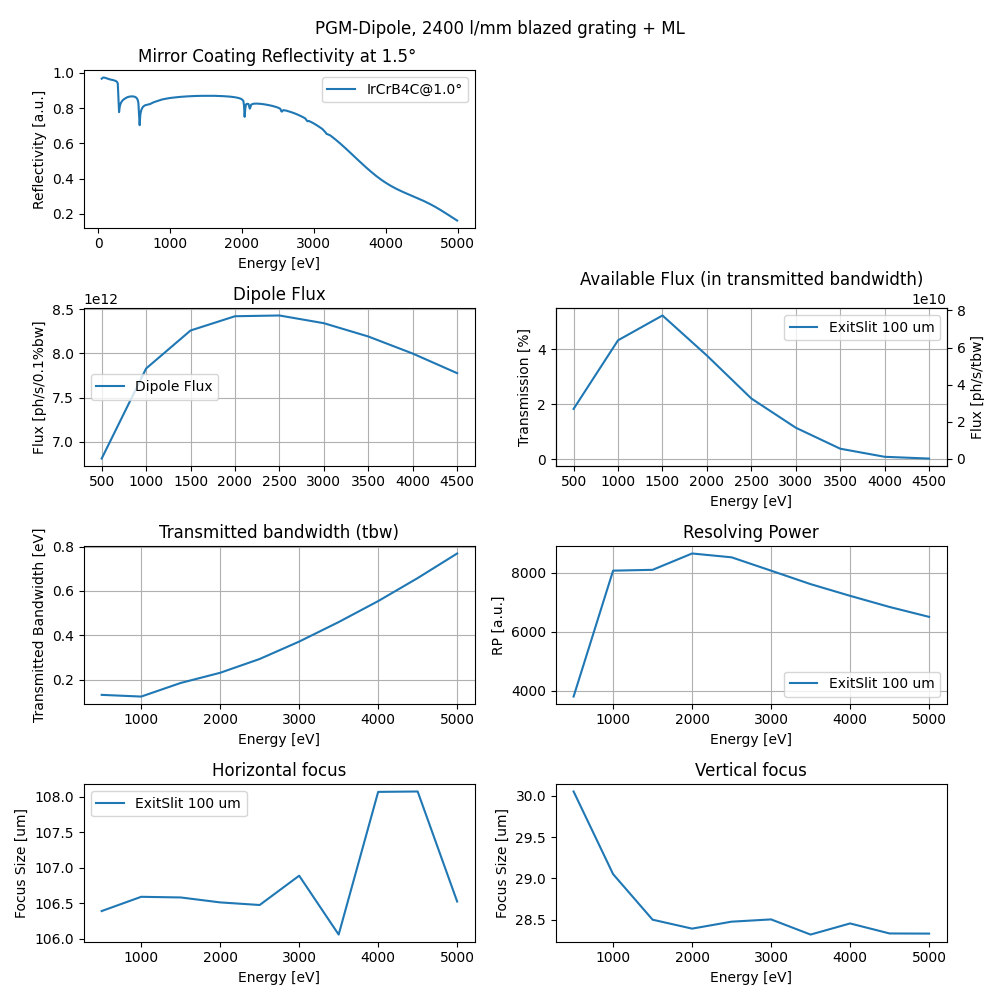 PGM-Dipole, 2400 l/mm blazed grating + ML
Mirror Coating Reflectivity at 1.5°
1.0
0.8
0.6
0.4
0.2
Reflectivity [a.u.]
IrCrB4C@1.0°
0 1000 2000 3000 4000 5000
Energy [eV]
Dipole Flux
1e12
8.5
8.0
7.5
7.0
Flux [ph/s/0.1%bw]
Dipole Flux
500 1000 1500 2000 2500 3000 3500 4000 4500
Available Flux (in transmitted bandwidth)
1e10
4
2
0
Transmission [%]
ExitSlit 100 um
8
6
4
2
0
Flux [ph/s/tbw]
500 1000 1500 2000 2500 3000 3500 4000 4500
Energy [eV]
Transmitted bandwidth (tbw)
0.8
0.6
0.4
0.2
Transmitted Bandwidth [eV]
1000 2000 3000 4000 5000
Energy [eV]
Resolving Power
8000
6000
4000
RP [a.u.]
ExitSlit 100 um
1000 2000 3000 4000 5000
Energy [eV]
Horizontal focus
108.0
107.5
107.0
106.5
106.0
Focus Size [um]
ExitSlit 100 um
1000 2000 3000 4000 5000
Energy [eV]
Vertical focus
30.0
29.5
29.0
28.5
Focus Size [um]
1000 2000 3000 4000 5000
Energy [eV]